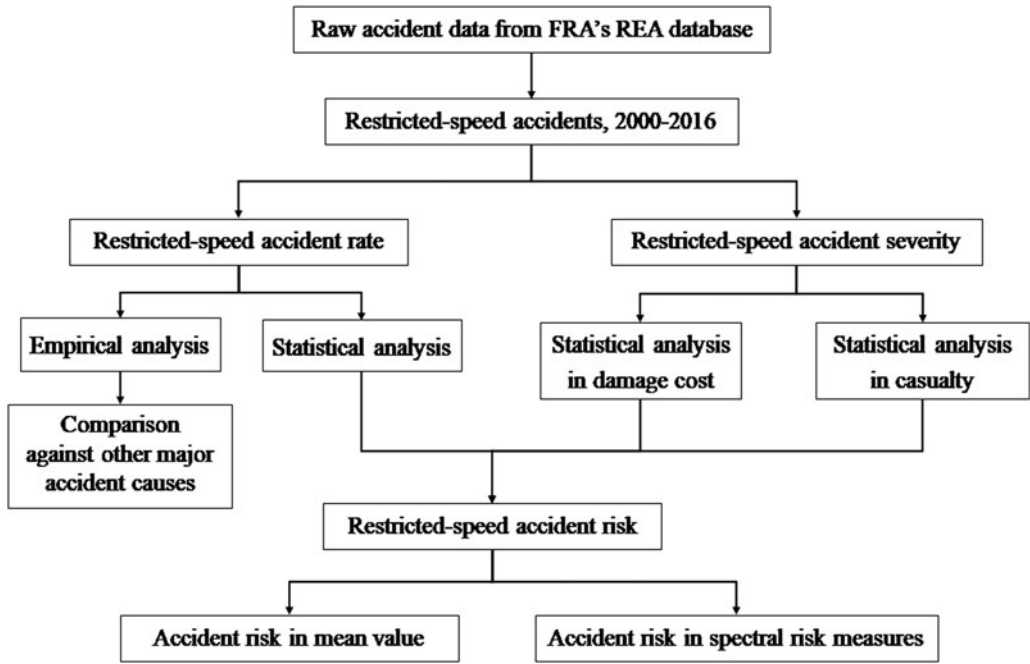 Raw accident data from FRA's REA database
Restricted-speed accidents, 2000-2016
Restricted-speed accident rate
Restricted-speed accident severity
Empirical analysis
Statistical analysis
Statistical analysis
in damage cost
Statistical analysis
in casualty
Comparison
against other major
accident causes
Restricted-speed accident risk
Accident risk in mean value
Accident risk in spectral risk measures